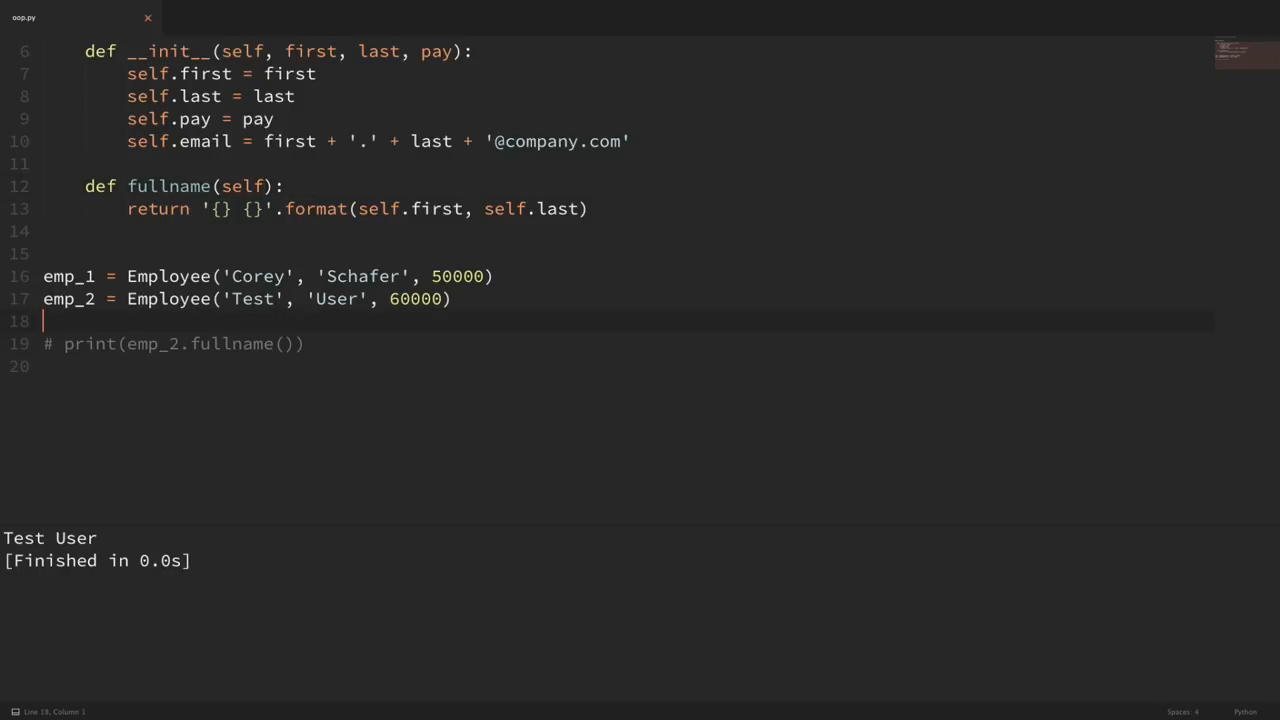 oop.py ×
6 def __init__(self, first, last, pay):
7 self.first = first
8 self.last = last
9 self.pay = pay
10 self.email = first + '.' + last + '@company.com'
11
12 def fullname(self):
13 return '{} {}'.format(self.first, self.last)
14
15
16 emp_1 = Employee('Corey', 'Schafer', 50000)
17 emp_2 = Employee('Test', 'User', 60000)
18
19 # print(emp_2.fullname())
20
Test User
[Finished in 0.0s]
Line 18, Column 1 Spaces: 4 Python